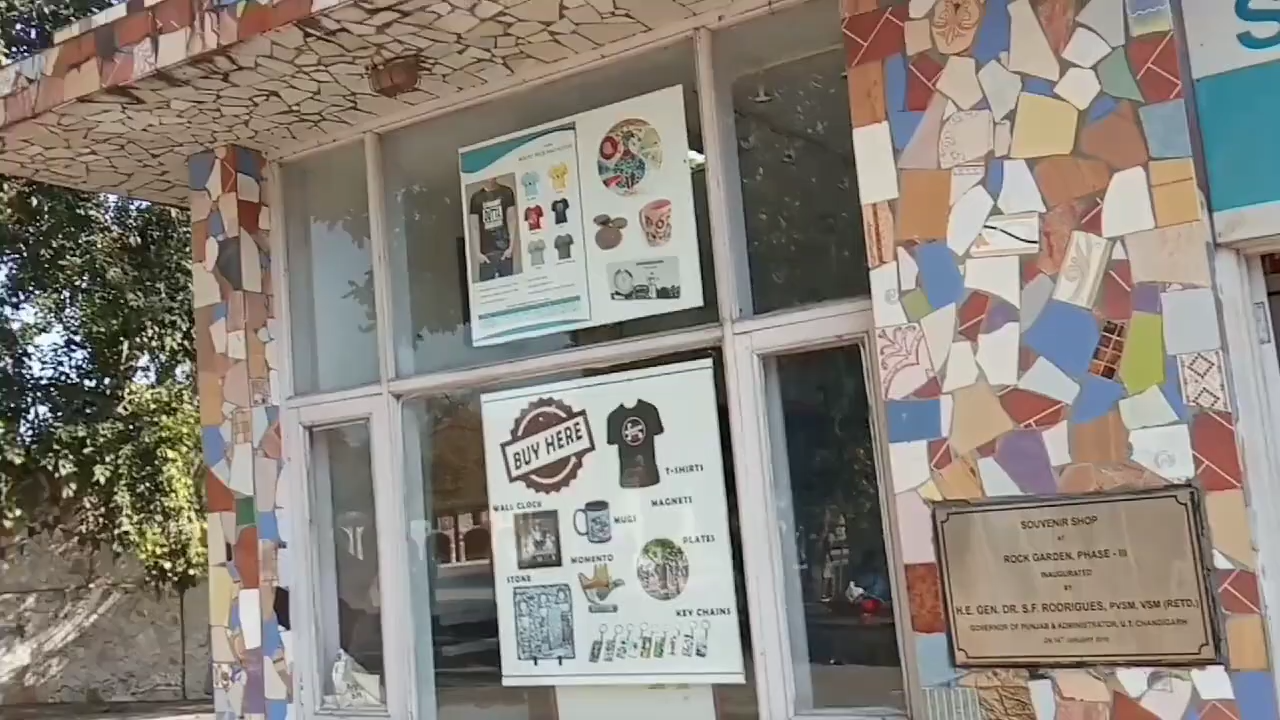 BUY HERE
T-SHIRTS
WALL CLOCK
MAGNETS
MUGS
PLATES
MOMENTO
STONE
KEY CHAINS
SOUVENIR SHOP
AT
ROCK GARDEN, PHASE - III
INAUGURATED
BY
H.E. GEN. DR. S.F. RODRIGUES, PVSM, VSM (RETD.)
GOVERNOR OF PUNJAB & ADMINISTRATOR, U.T. CHANDIGARH
S